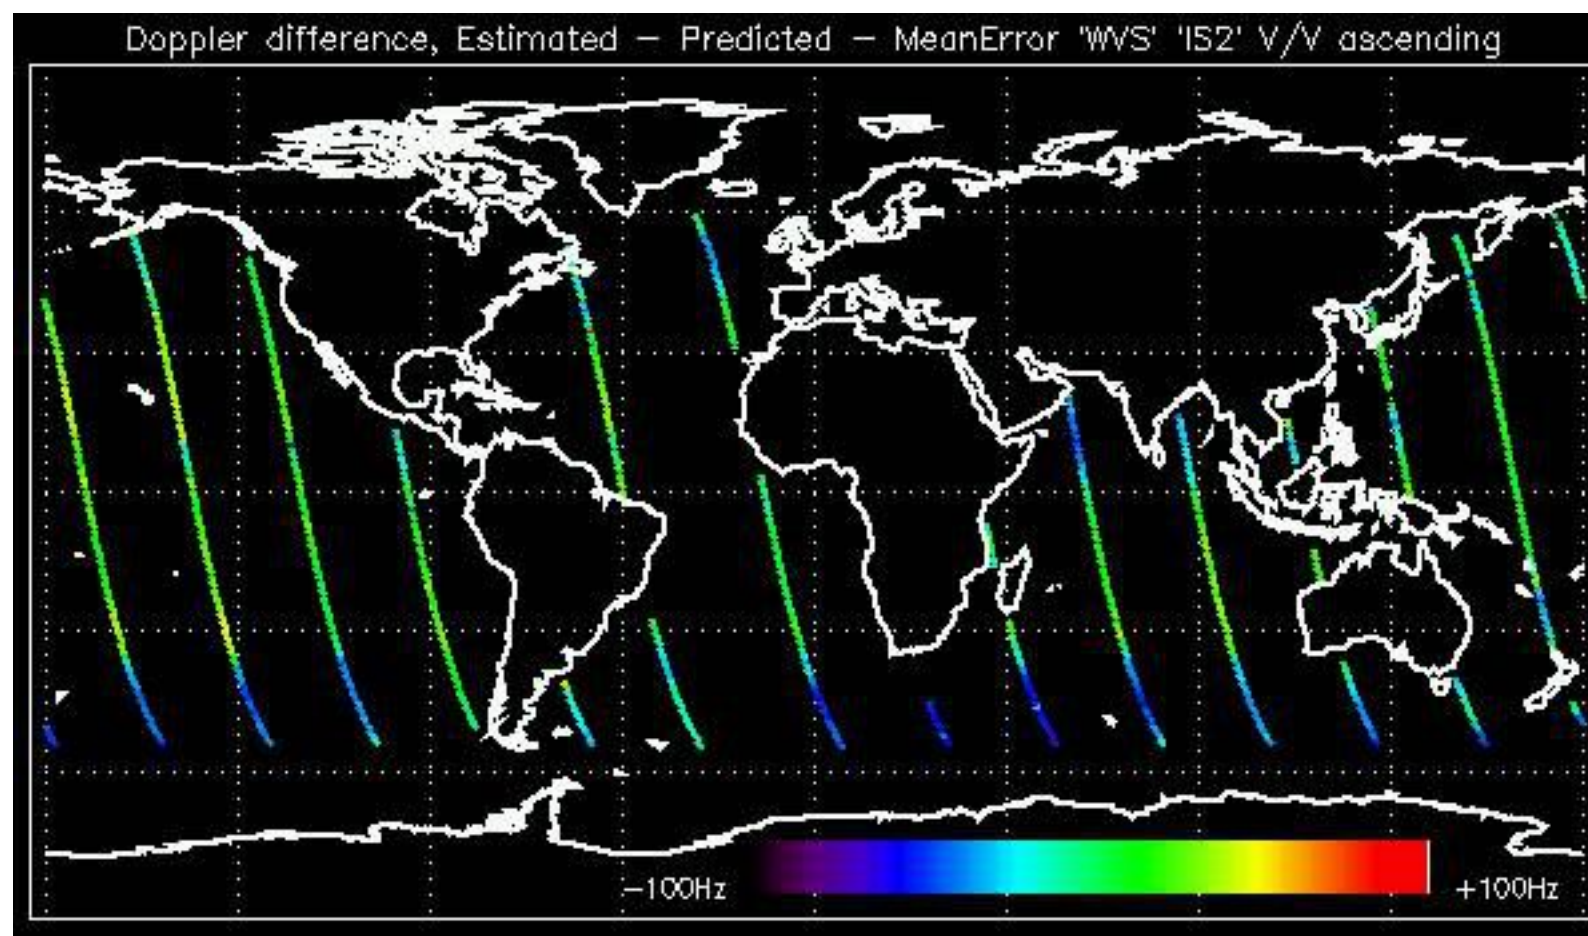 Doppler difference, Estimated – Predicted – MeanError 'WVS' 'IS2' V/V ascending
–100Hz +100Hz